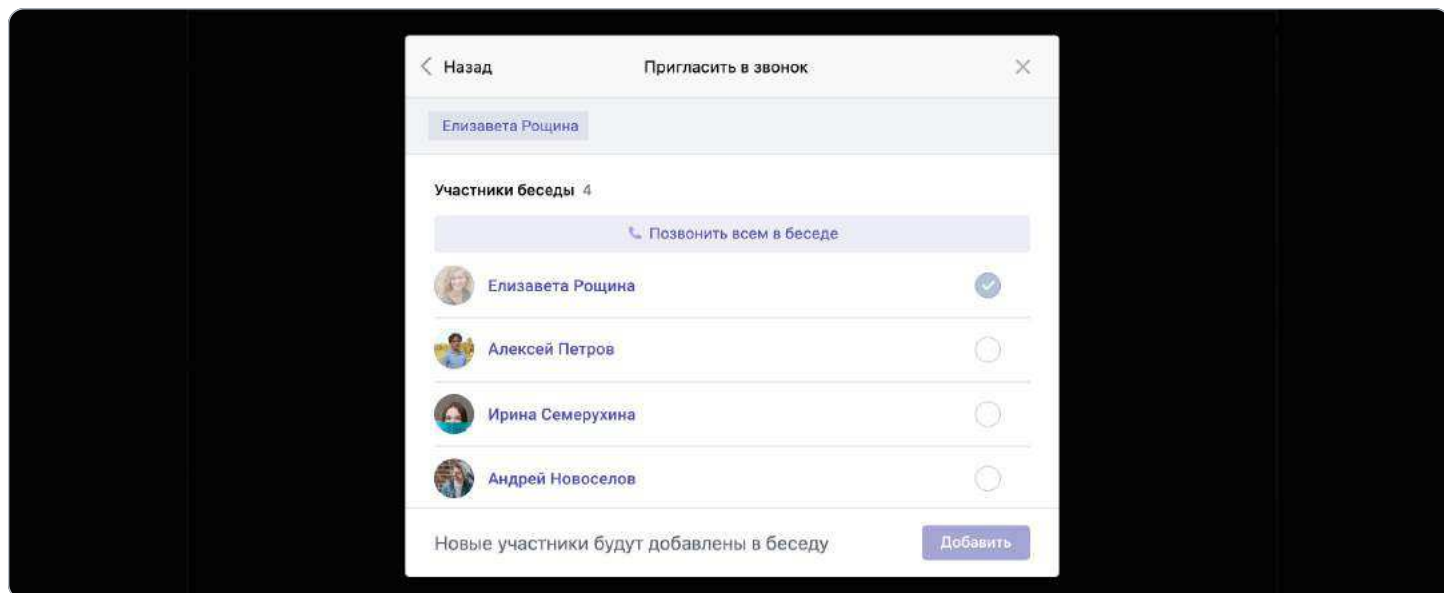 Назад
Пригласить в звонок
Елизавета Рощина
Участники беседы 4
Позвонить всем в беседе
Елизавета Рощина
Алексей Петров
Ирина Семерухина
Андрей Новоселов
Новые участники будут добавлены в беседу
Добавить